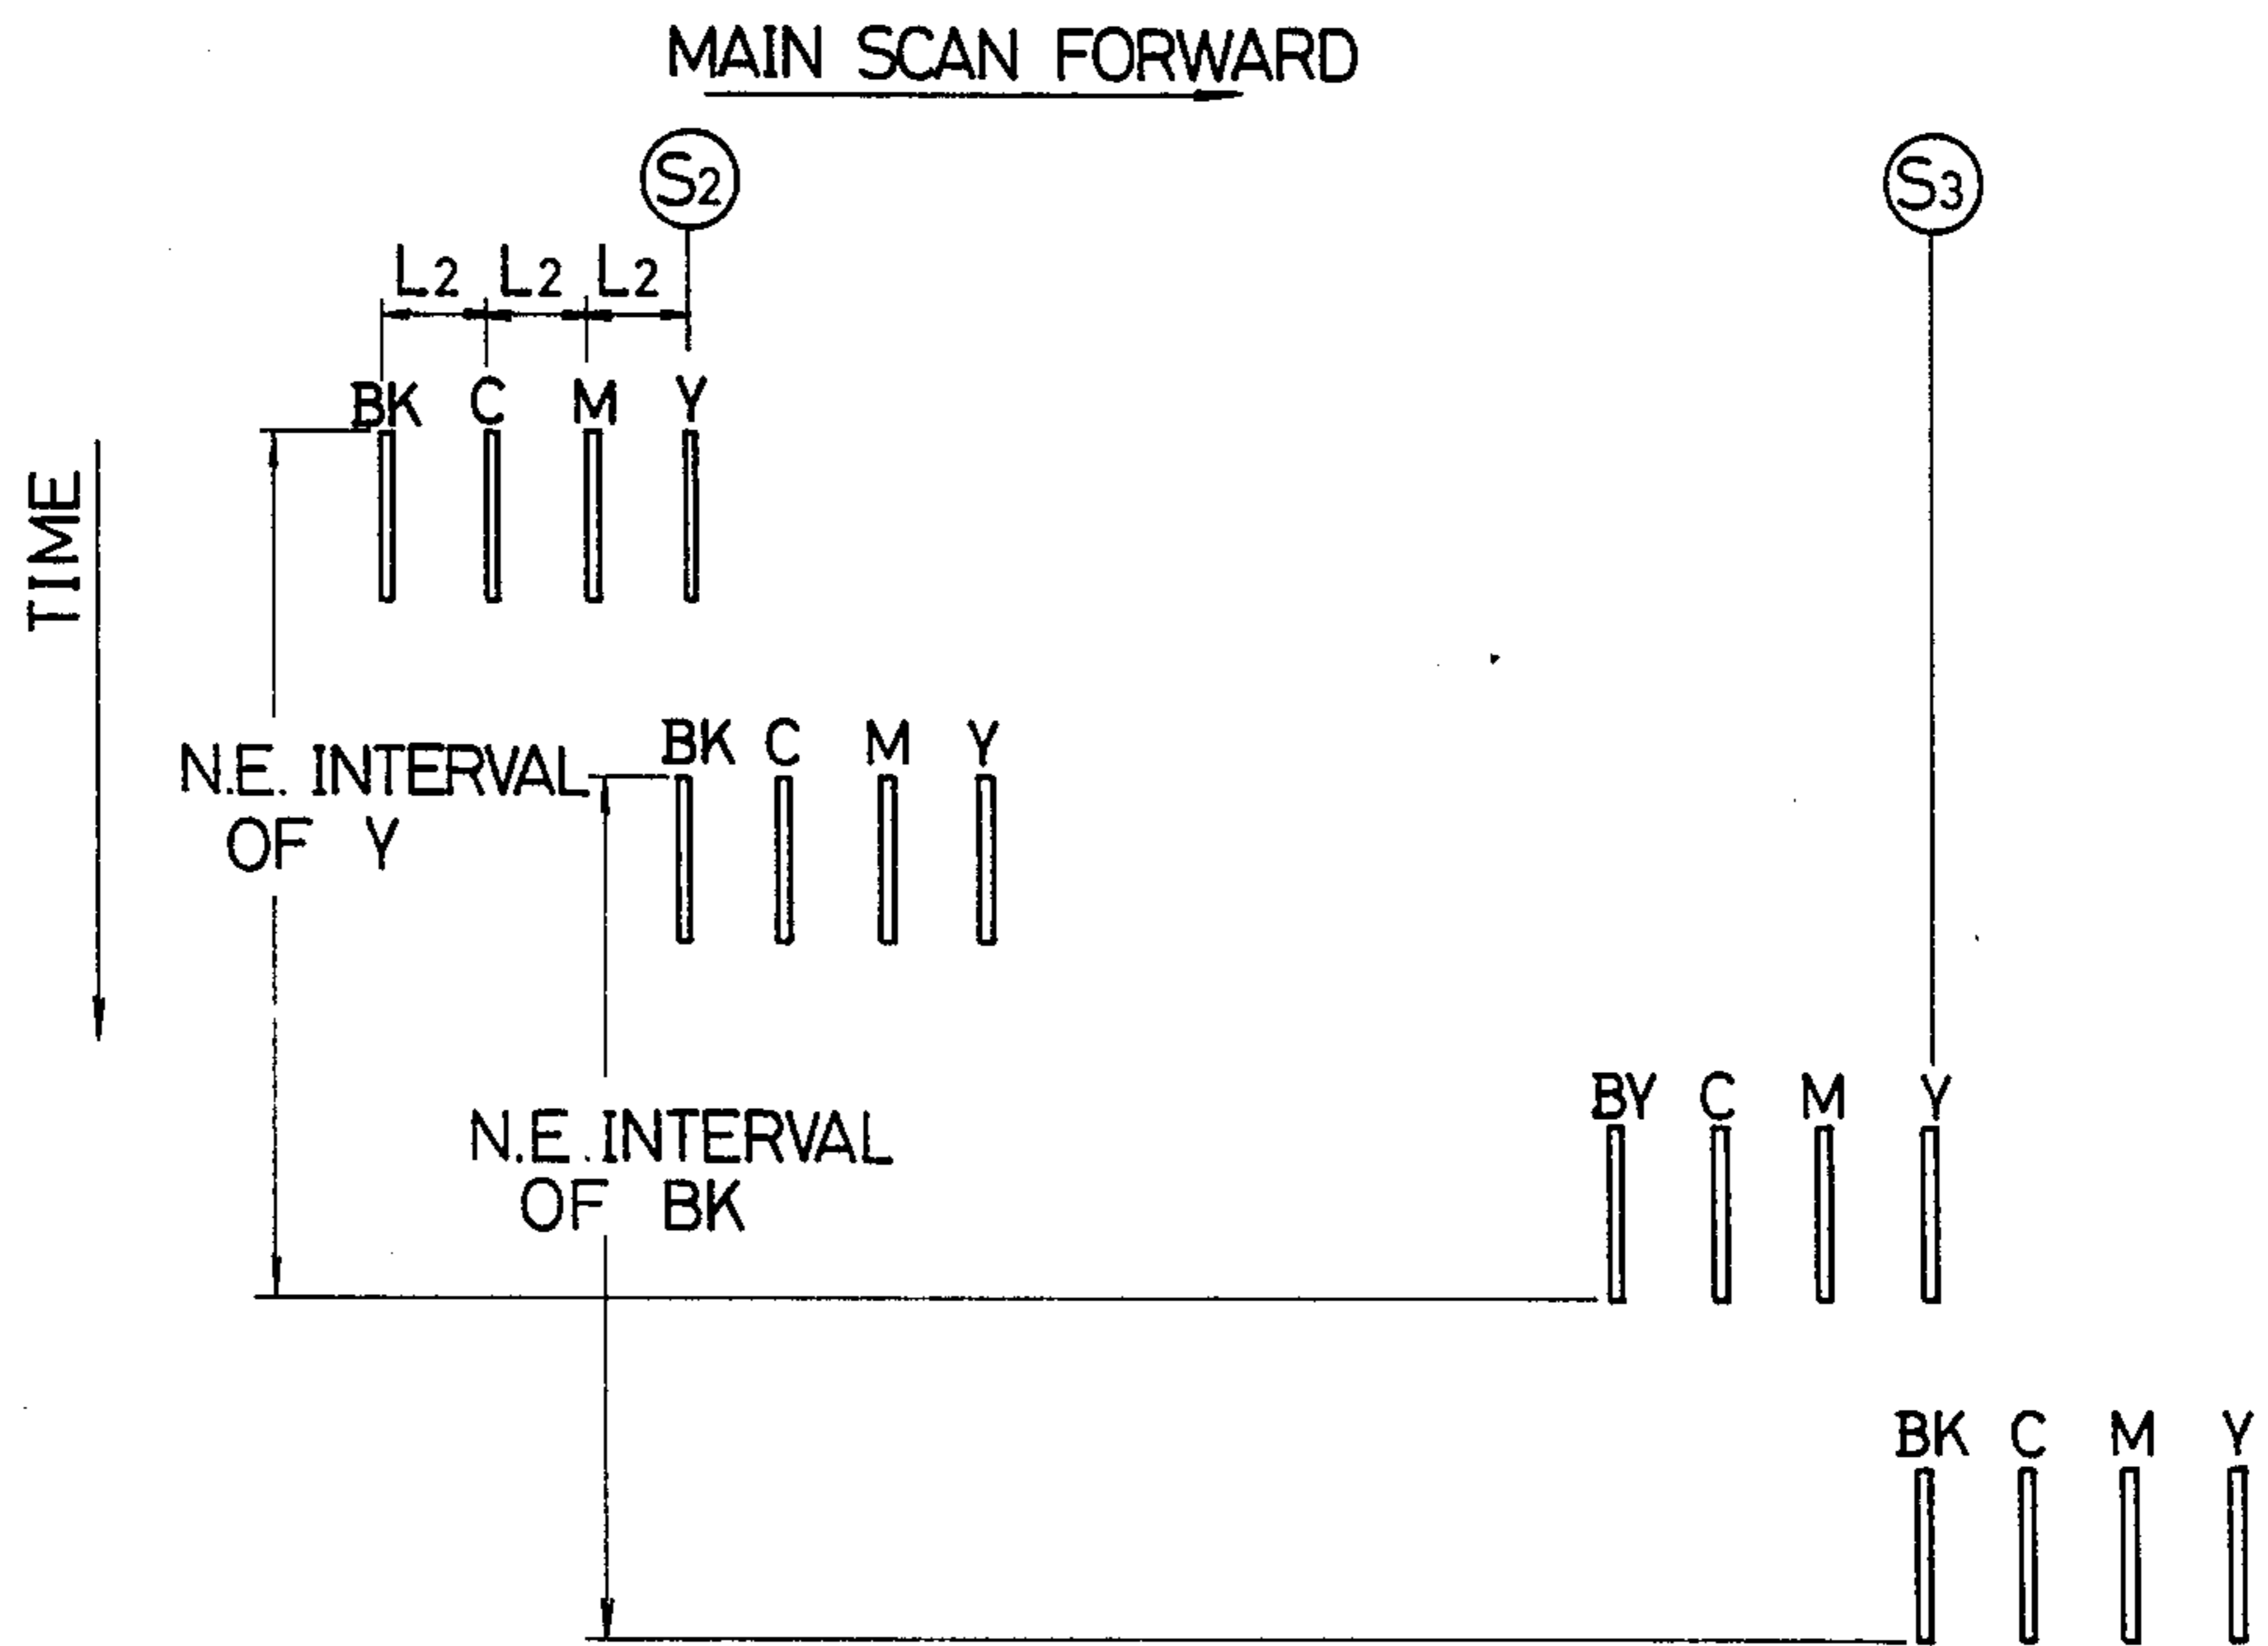 MAIN SCAN FORWARD
S2 S3
L2 L2 L2
BK C M Y
TIME
BK C M Y
N.E. INTERVAL
OF Y
BY C M Y
N.E. INTERVAL
OF BK
BK C M Y